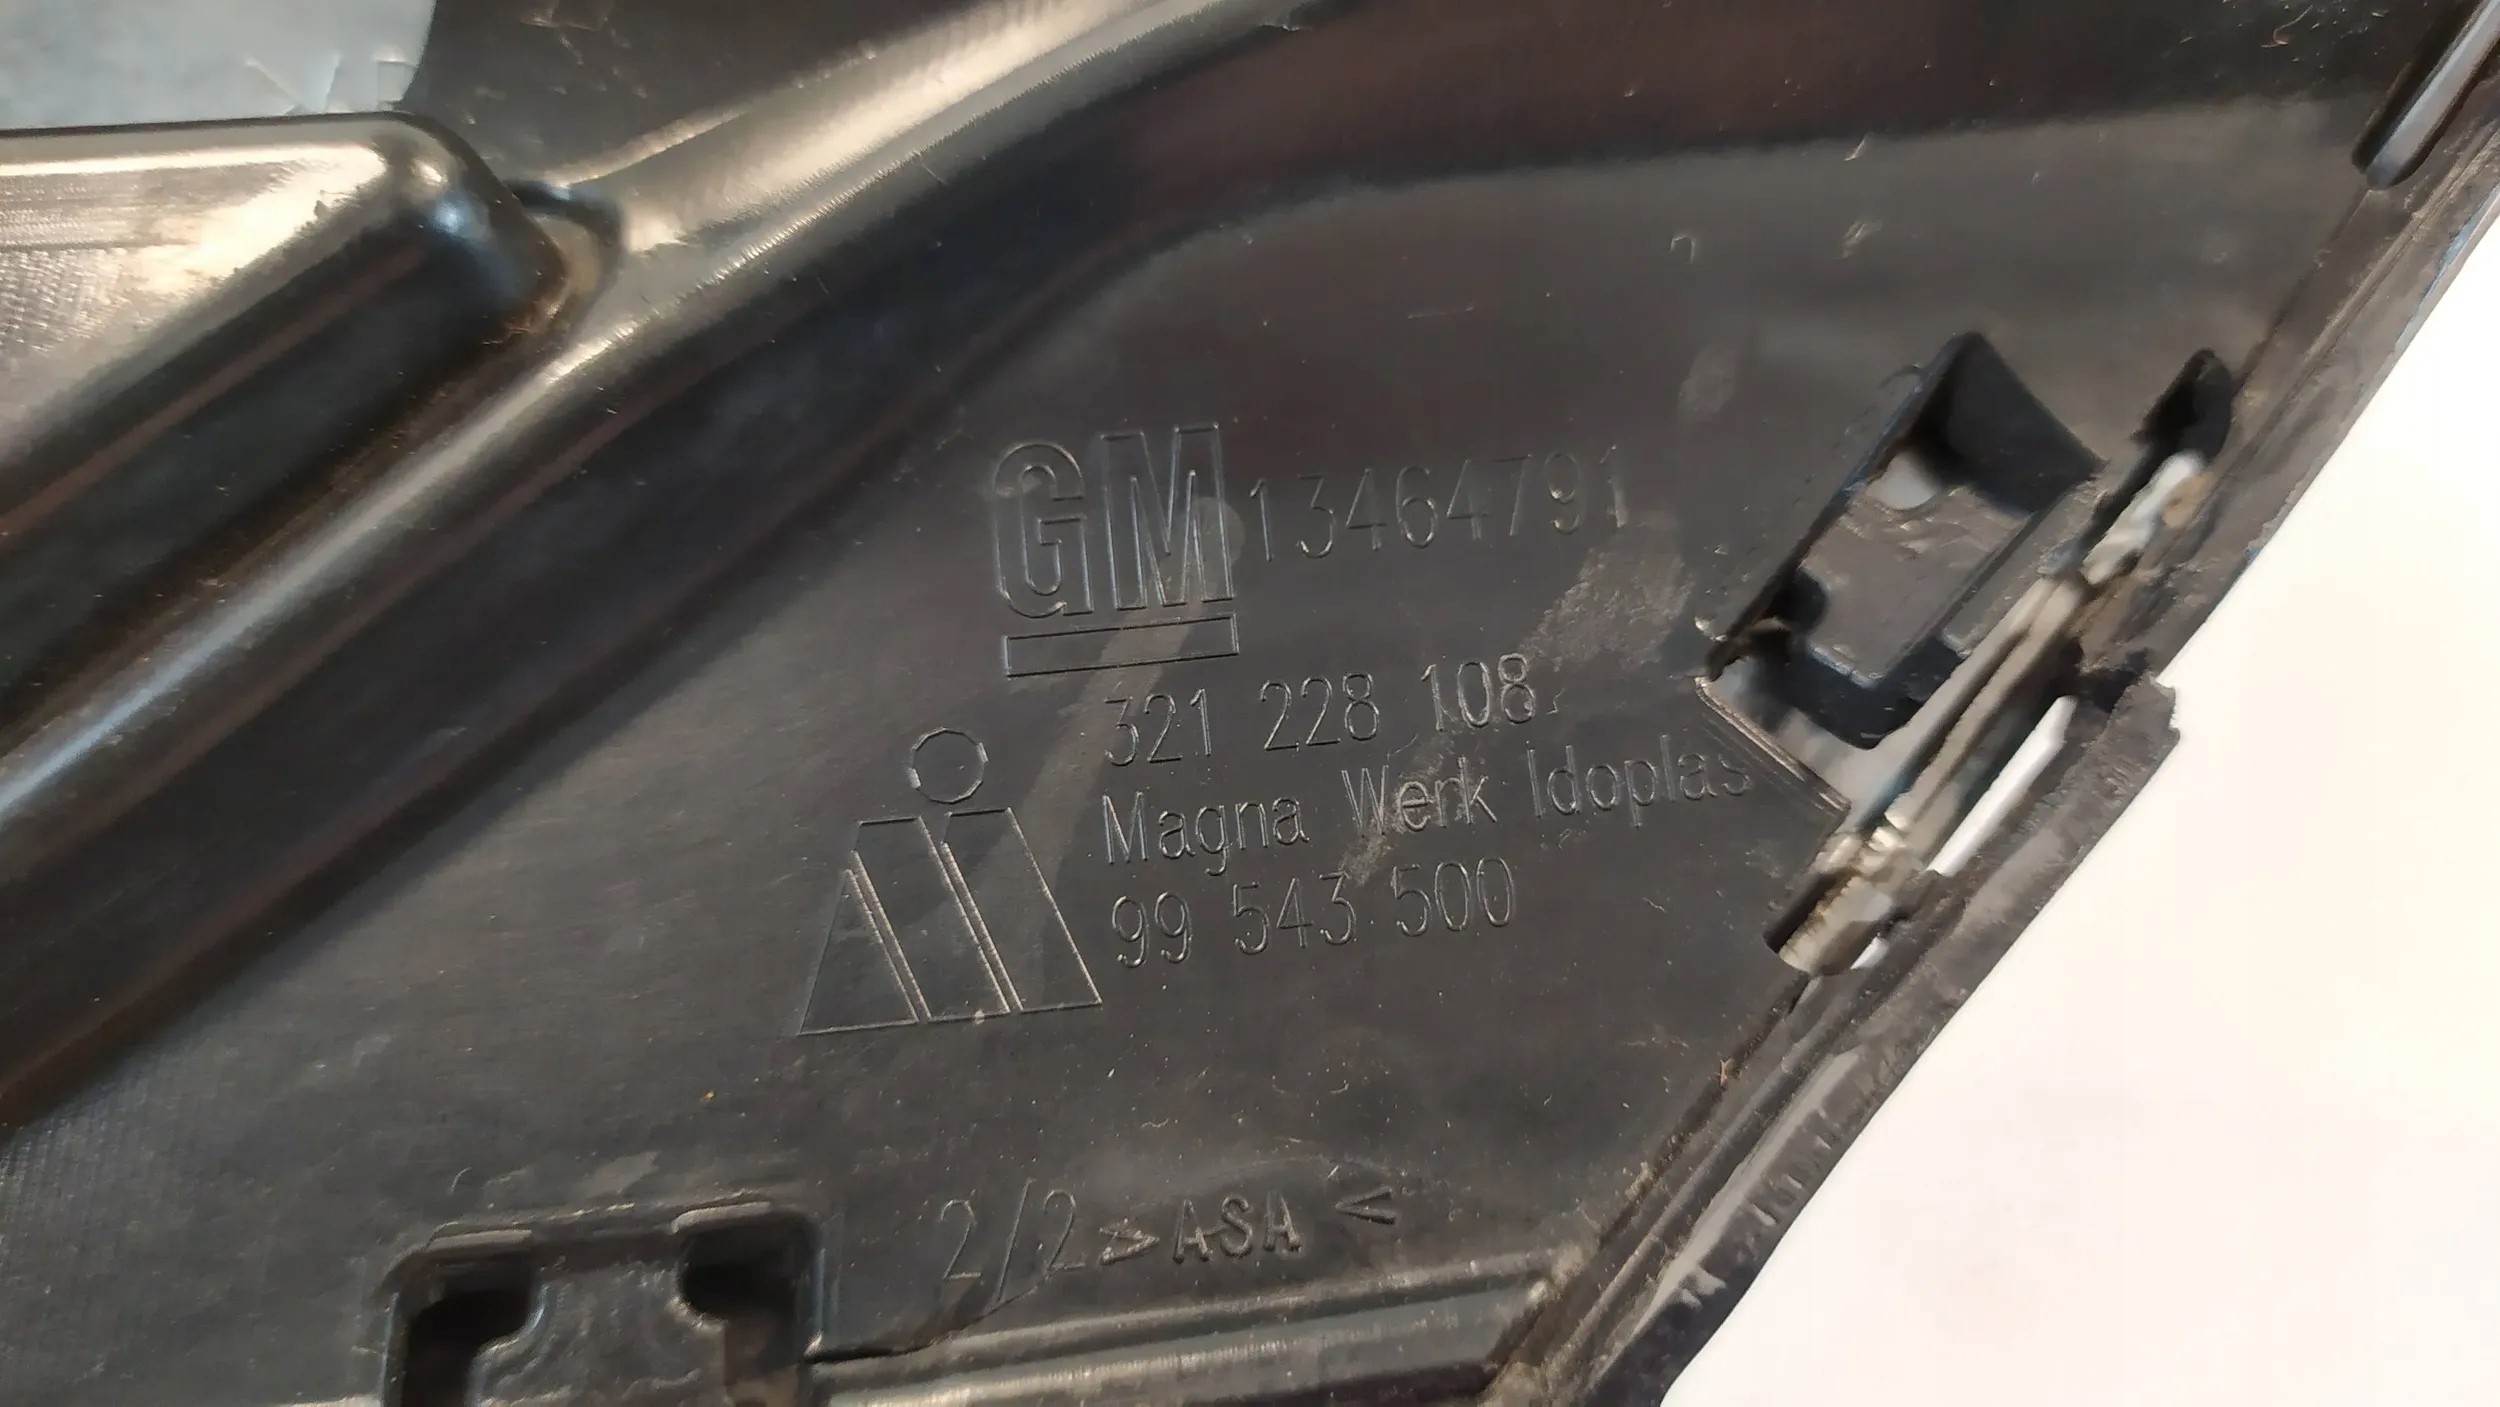 GM 13464791
321 228 108
Magna Werk Idoplas
99 543 500
2/2 >ASA<